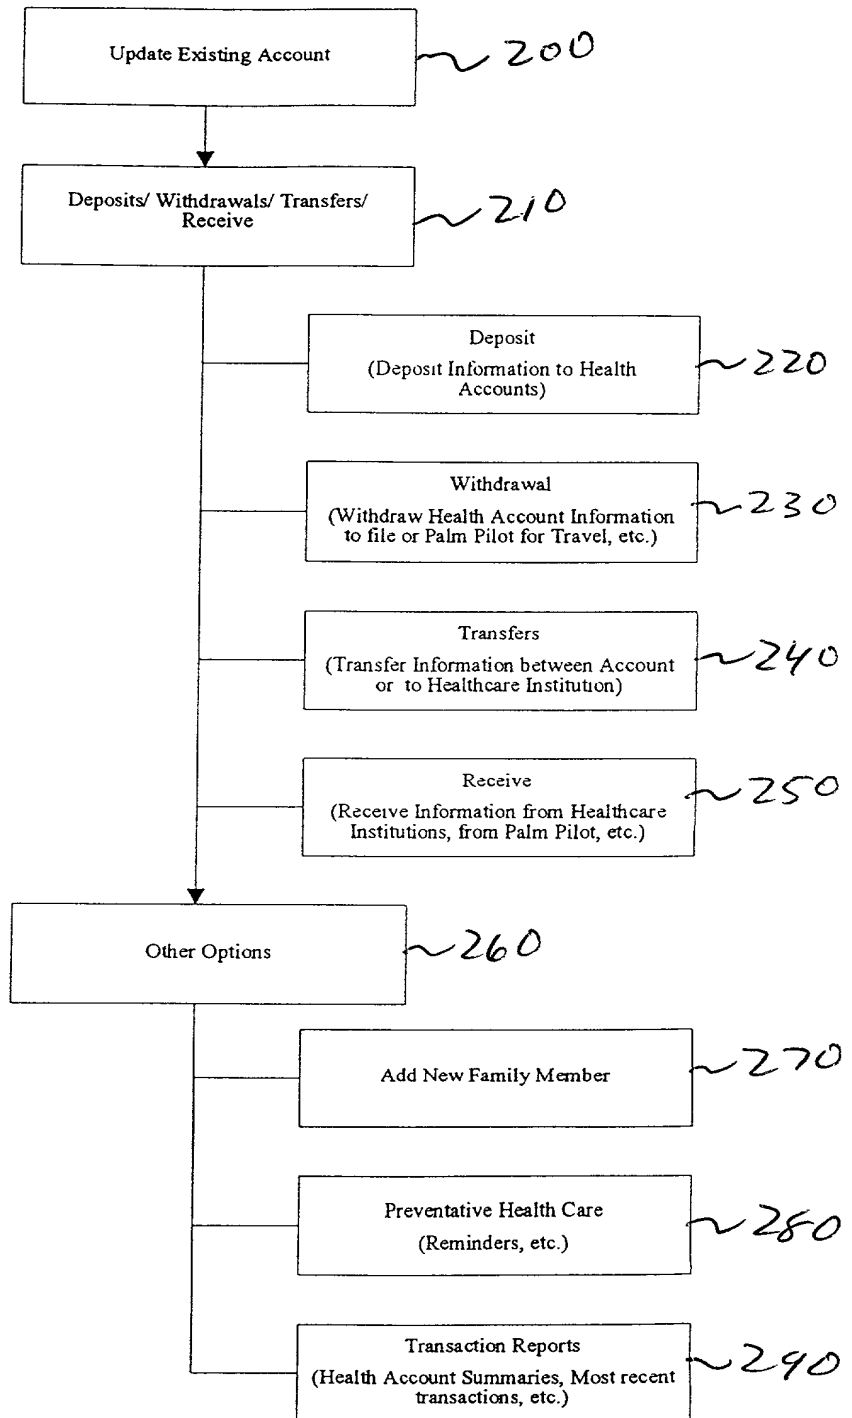 Update Existing Account
200
Deposits/ Withdrawals/ Transfers/
Receive
210
Deposit
(Deposit Information to Health
Accounts)
220
Withdrawal
(Withdraw Health Account Information
to file or Palm Pilot for Travel, etc.)
230
Transfers
(Transfer Information between Account
or to Healthcare Institution)
240
Receive
(Receive Information from Healthcare
Institutions, from Palm Pilot, etc.)
250
Other Options
260
Add New Family Member
270
Preventative Health Care
(Reminders, etc.)
280
Transaction Reports
(Health Account Summaries, Most recent
transactions, etc.)
290